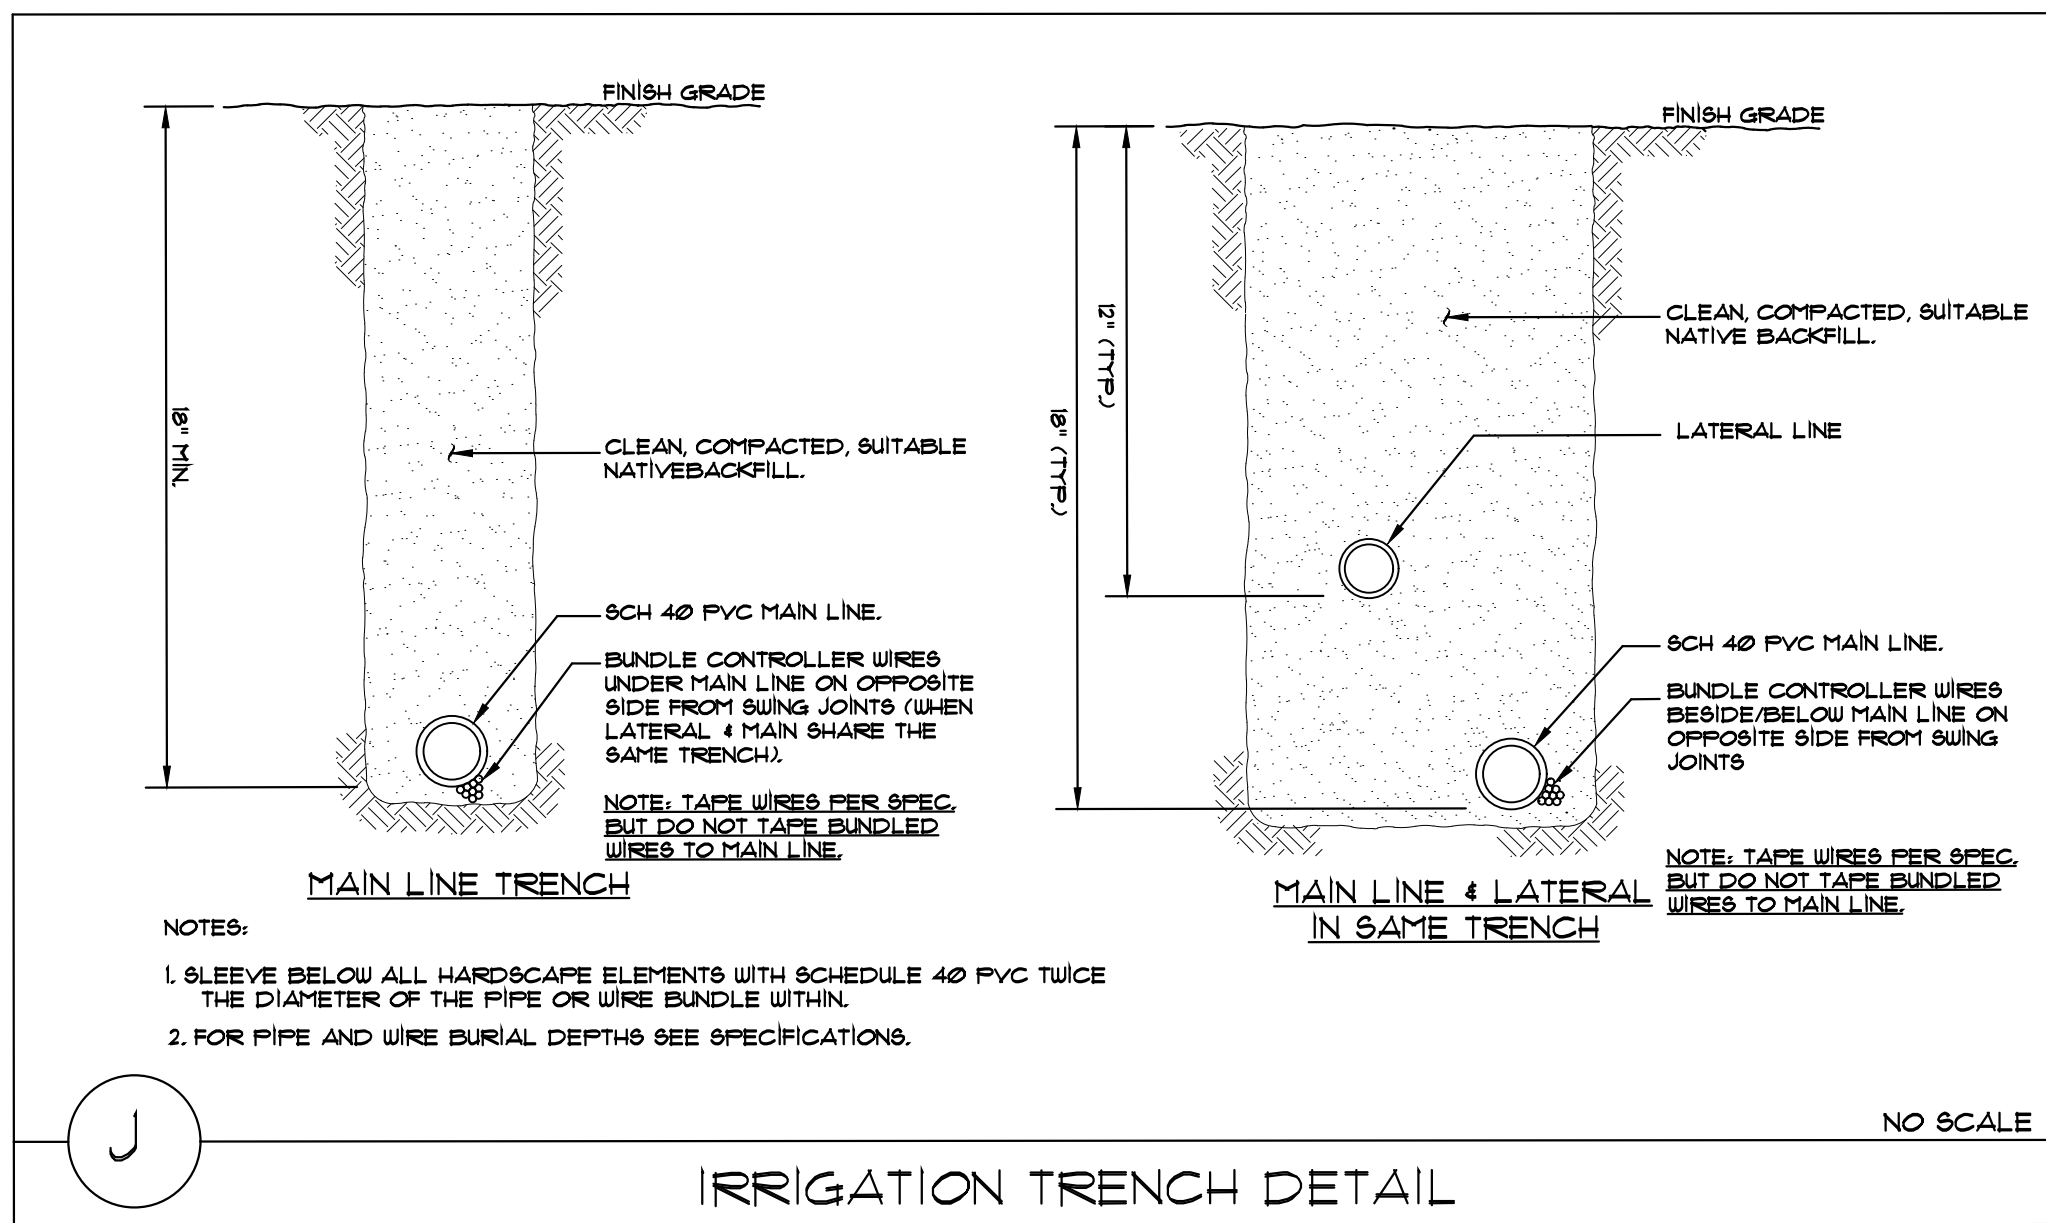 FINISH GRADE
18" MIN.
CLEAN, COMPACTED, SUITABLE
NATIVEBACKFILL.
SCH 40 PVC MAIN LINE.
BUNDLE CONTROLLER WIRES
UNDER MAIN LINE ON OPPOSITE
SIDE FROM SWING JOINTS (WHEN
LATERAL & MAIN SHARE THE
SAME TRENCH).
NOTE: TAPE WIRES PER SPEC.
BUT DO NOT TAPE BUNDLED
WIRES TO MAIN LINE.
MAIN LINE TRENCH
FINISH GRADE
12" (TYP.)
18" (TYP.)
CLEAN, COMPACTED, SUITABLE
NATIVE BACKFILL.
LATERAL LINE
SCH 40 PVC MAIN LINE.
BUNDLE CONTROLLER WIRES
BESIDE/BELOW MAIN LINE ON
OPPOSITE SIDE FROM SWING
JOINTS
NOTE: TAPE WIRES PER SPEC.
BUT DO NOT TAPE BUNDLED
WIRES TO MAIN LINE.
MAIN LINE & LATERAL
IN SAME TRENCH
NOTES:
1. SLEEVE BELOW ALL HARDSCAPE ELEMENTS WITH SCHEDULE 40 PVC TWICE
THE DIAMETER OF THE PIPE OR WIRE BUNDLE WITHIN.
2. FOR PIPE AND WIRE BURIAL DEPTHS SEE SPECIFICATIONS.
J
NO SCALE
IRRIGATION TRENCH DETAIL